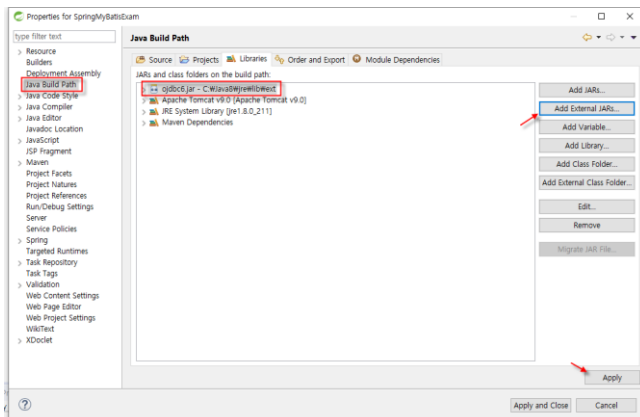 Properties for SpringMyBatisExam
type filter text
Java Build Path
> Resource
Builders
Deployment Assembly
Java Build Path
> Java Code Style
> Java Compiler
> Java Editor
Javadoc Location
> JavaScript
JSP Fragment
> Maven
Project Facets
Project Natures
Project References
Run/Debug Settings
Server
Service Policies
> Spring
Targeted Runtimes
> Task Repository
Task Tags
> Validation
Web Content Settings
Web Page Editor
Web Project Settings
WikiText
> XDoclet
Source Projects Libraries Order and Export Module Dependencies
JARs and class folders on the build path:
> ojdbc6.jar - C:₩Java8₩jre₩lib₩ext
> Apache Tomcat v9.0 [Apache Tomcat v9.0]
> JRE System Library [jre1.8.0_211]
> Maven Dependencies
Add JARs...
Add External JARs...
Add Variable...
Add Library...
Add Class Folder...
Add External Class Folder...
Edit...
Remove
Migrate JAR File...
Apply
Apply and Close Cancel